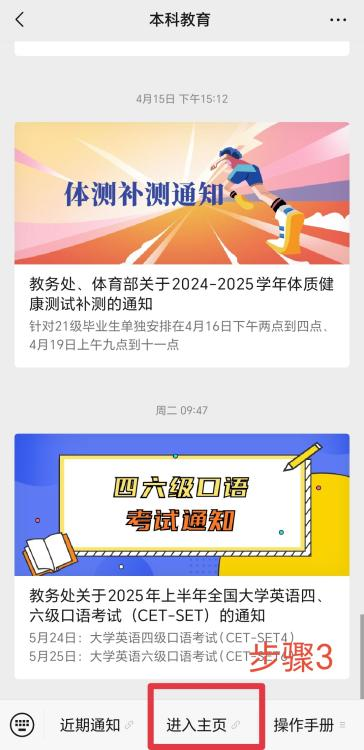 本科教育
4月15日 下午15:12
体测补测通知
教务处、体育部关于2024-2025学年体质健
康测试补测的通知
针对21级毕业生单独安排在4月16日下午两点到四点、
4月19日上午九点到十一点
周二 09:47
四六级口语
考试通知
教务处关于2025年上半年全国大学英语四、
六级口语考试（CET-SET）的通知
5月24日：大学英语四级口语考试(CET-SET4)
5月25日：大学英语六级口语考试(CET-SET6)
步骤3
近期通知
进入主页
操作手册